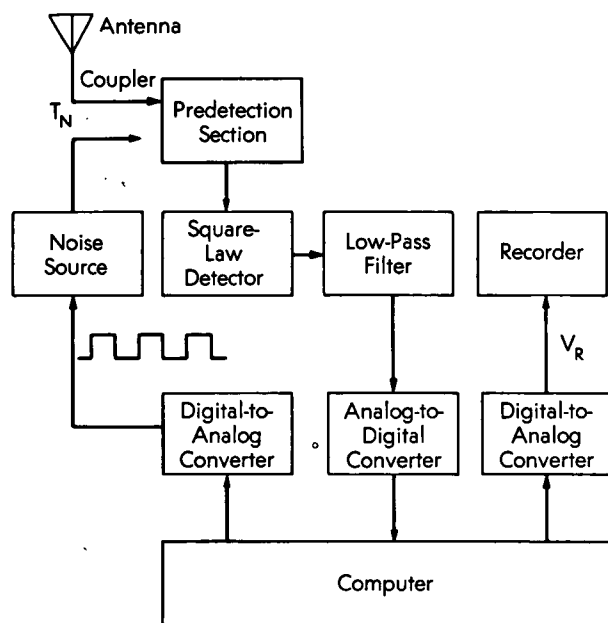 Antenna
Coupler
T_N
Predetection
Section
Noise
Source
Square-
Law
Detector
Low-Pass
Filter
Recorder
V_R
Digital-to-
Analog
Converter
Analog-to-
Digital
Converter
Digital-to-
Analog
Converter
Computer